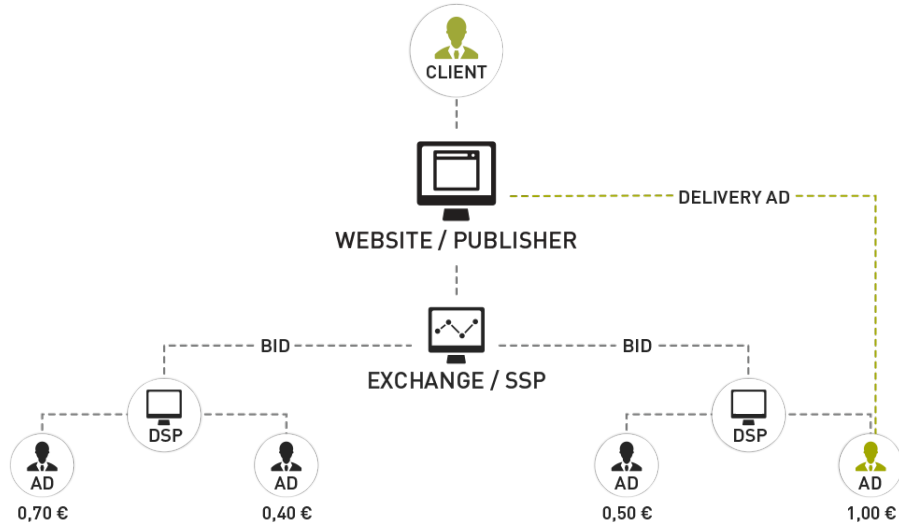 CLIENT
DELIVERY AD
WEBSITE / PUBLISHER
BID
BID
EXCHANGE / SSP
DSP
DSP
AD
AD
AD
AD
0,70 €
0,40 €
0,50 €
1,00 €